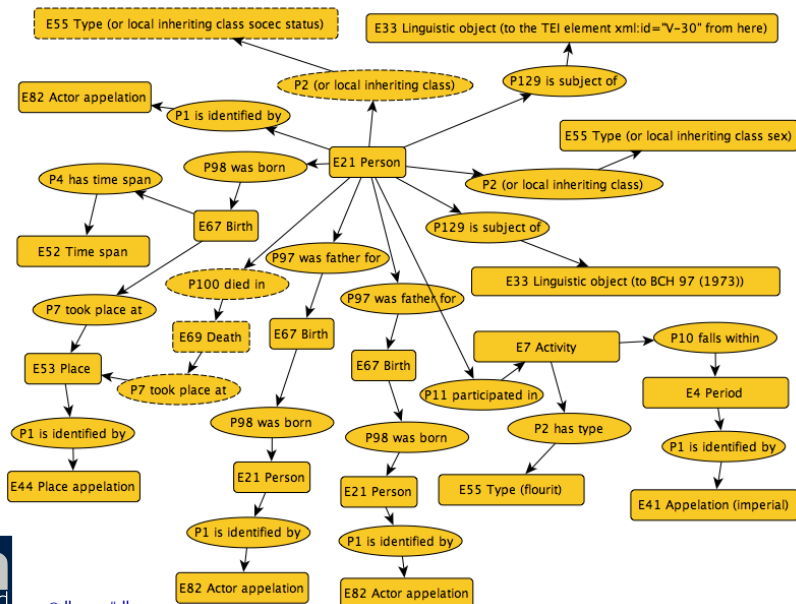 E55 Type (or local inheriting class socec status)
E33 Linguistic object (to the TEI element xml:id="V-30" from here)
P2 (or local inheriting class)
P129 is subject of
E82 Actor appelation
P1 is identified by
E55 Type (or local inheriting class sex)
E21 Person
P98 was born
P4 has time span
P2 (or local inheriting class)
E67 Birth
P129 is subject of
E52 Time span
P97 was father for
E33 Linguistic object (to BCH 97 (1973))
P100 died in
P97 was father for
P7 took place at
E69 Death
E67 Birth
E7 Activity
P10 falls within
E53 Place
E67 Birth
P7 took place at
P11 participated in
E4 Period
P98 was born
P2 has type
P1 is identified by
P98 was born
P1 is identified by
E44 Place appelation
E21 Person
E21 Person
E55 Type (flourit)
E41 Appelation (imperial)
P1 is identified by
P1 is identified by
E82 Actor appelation
E82 Actor appelation